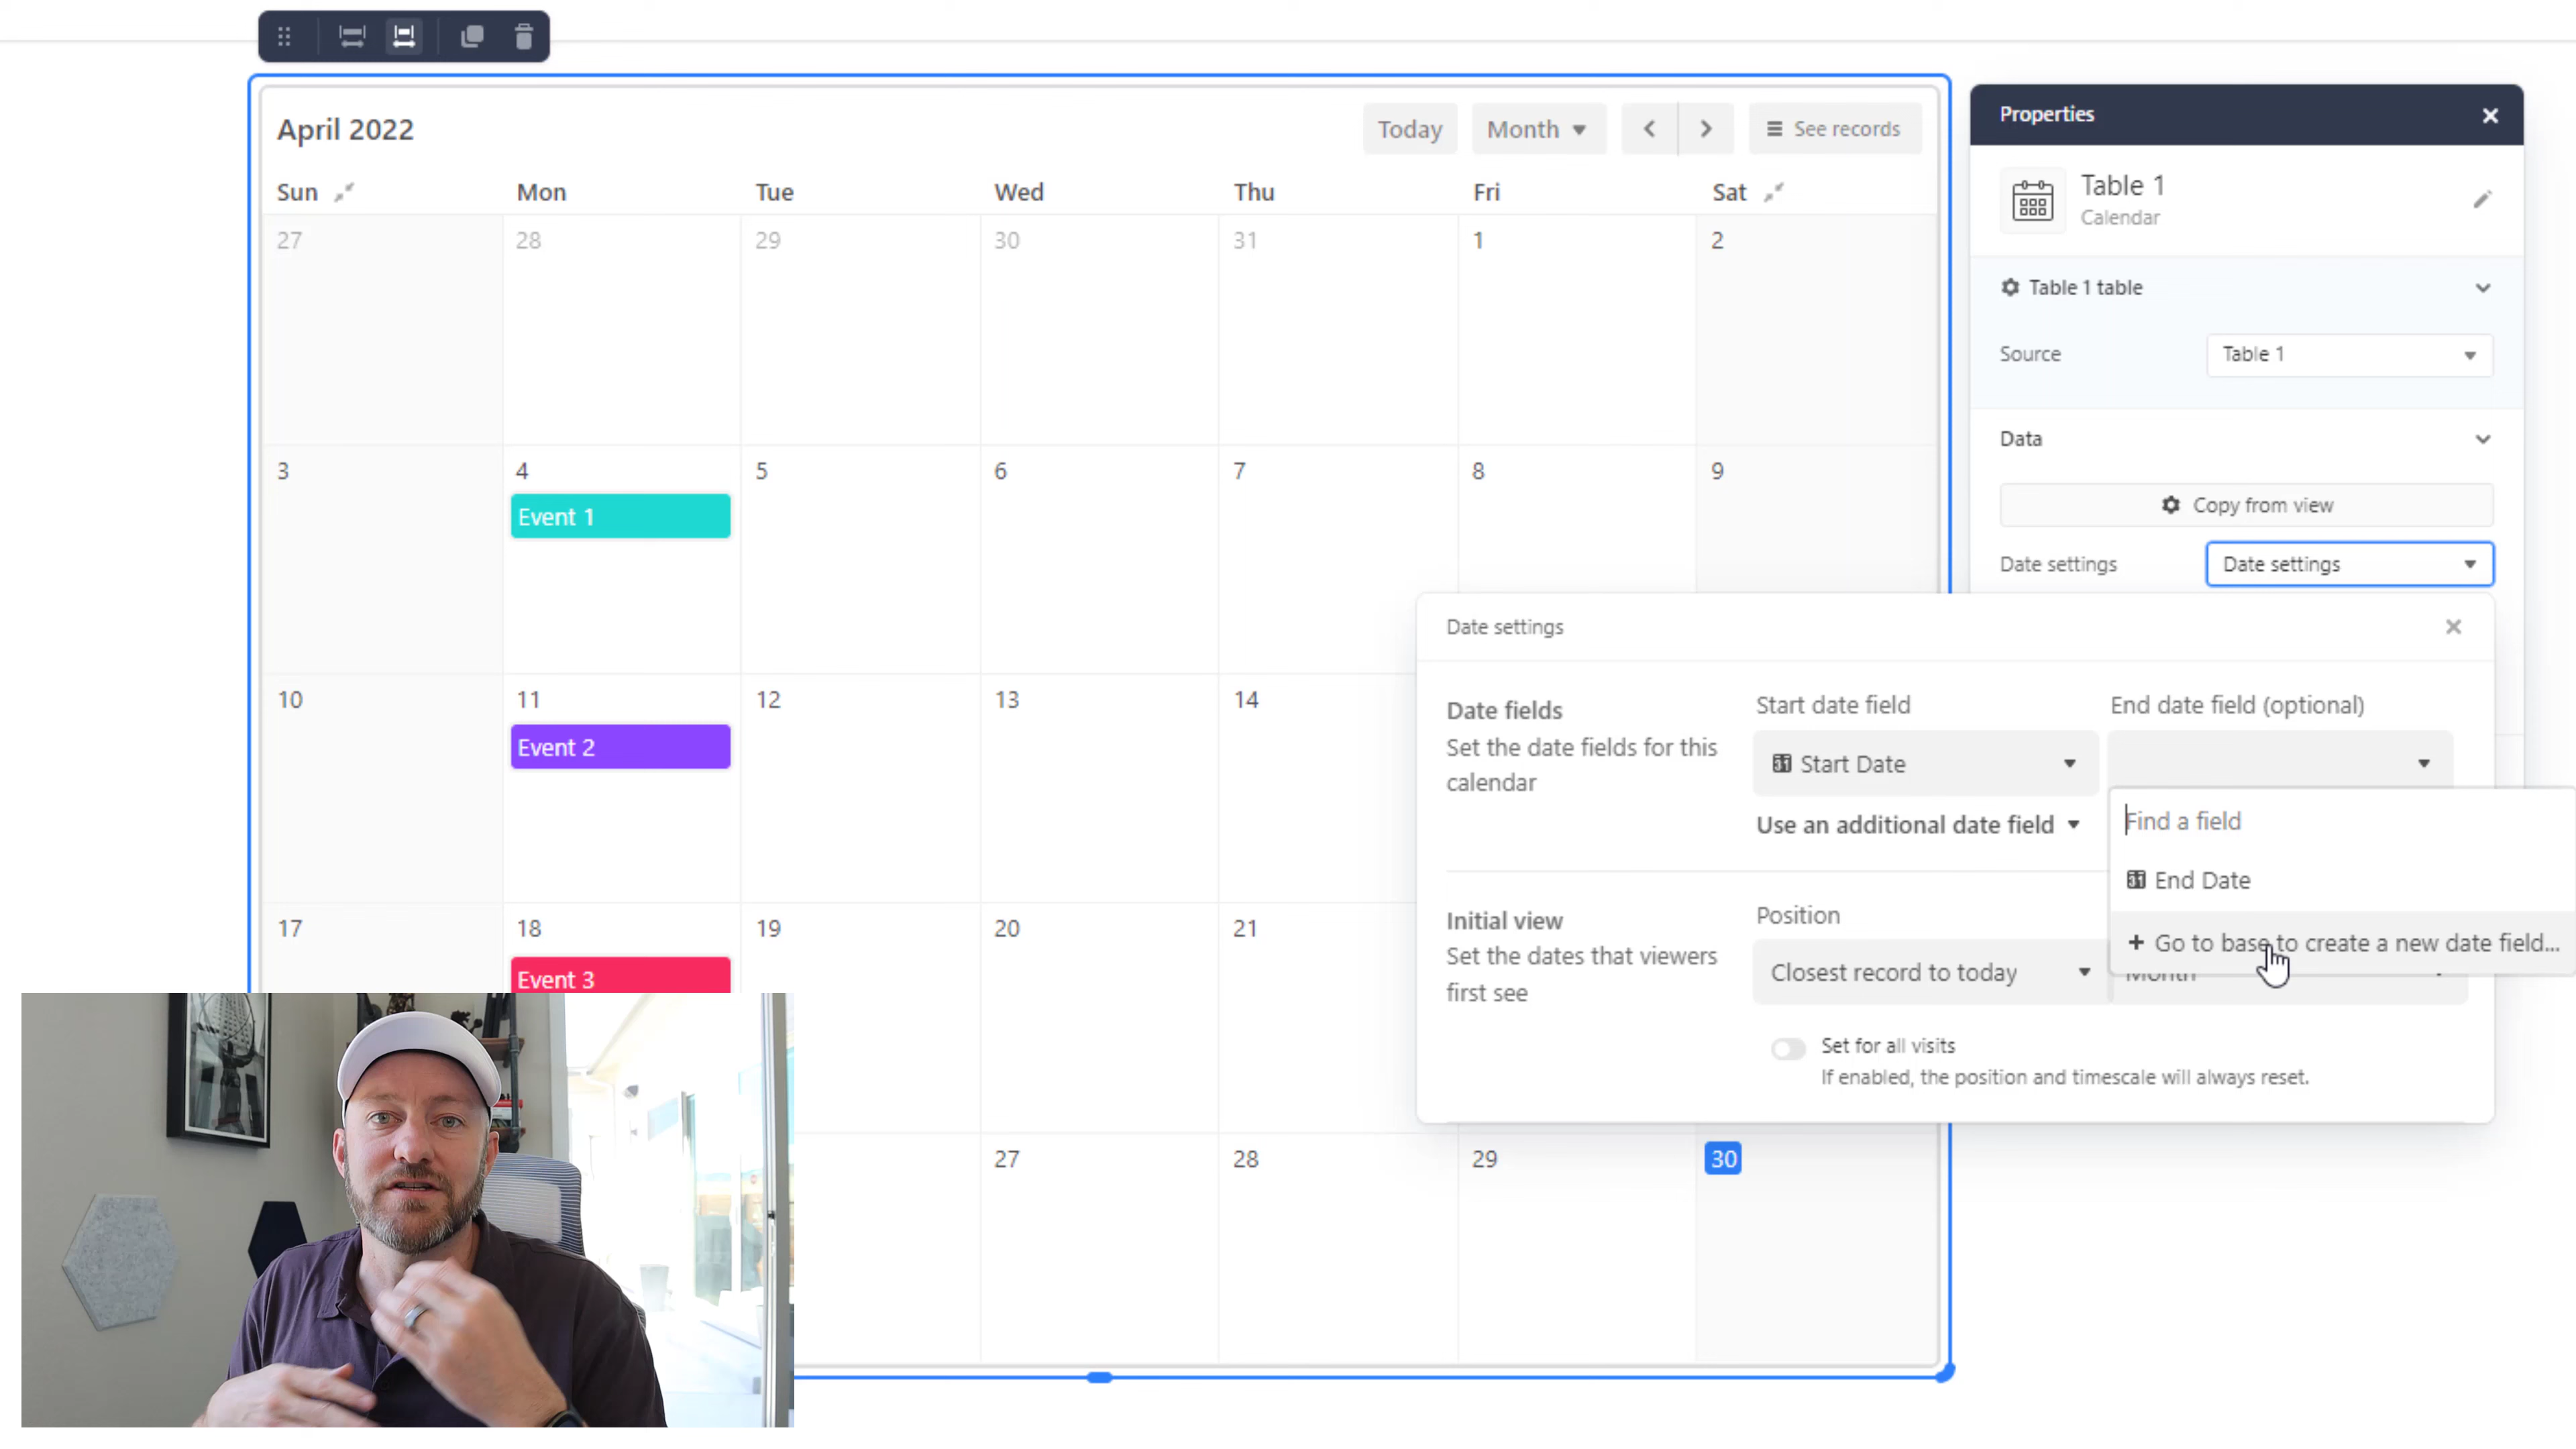 April 2022
Today
Month
See records
Sun Mon Tue Wed Thu Fri Sat
27 28 29 30 31 1 2
3 4 5 6 7 8 9
Event 1
10 11 12 13 14
Event 2
17 18 19 20 21
Event 3
27 28 29 30
Properties
Table 1
Calendar
Table 1 table
Source Table 1
Data
Copy from view
Date settings Date settings
Date settings
Date fields
Set the date fields for this
calendar
Start date field
Start Date
Use an additional date field
End date field (optional)
Find a field
End Date
+ Go to base to create a new date field...
Initial view
Set the dates that viewers
first see
Position
Closest record to today
Month
Set for all visits
If enabled, the position and timescale will always reset.